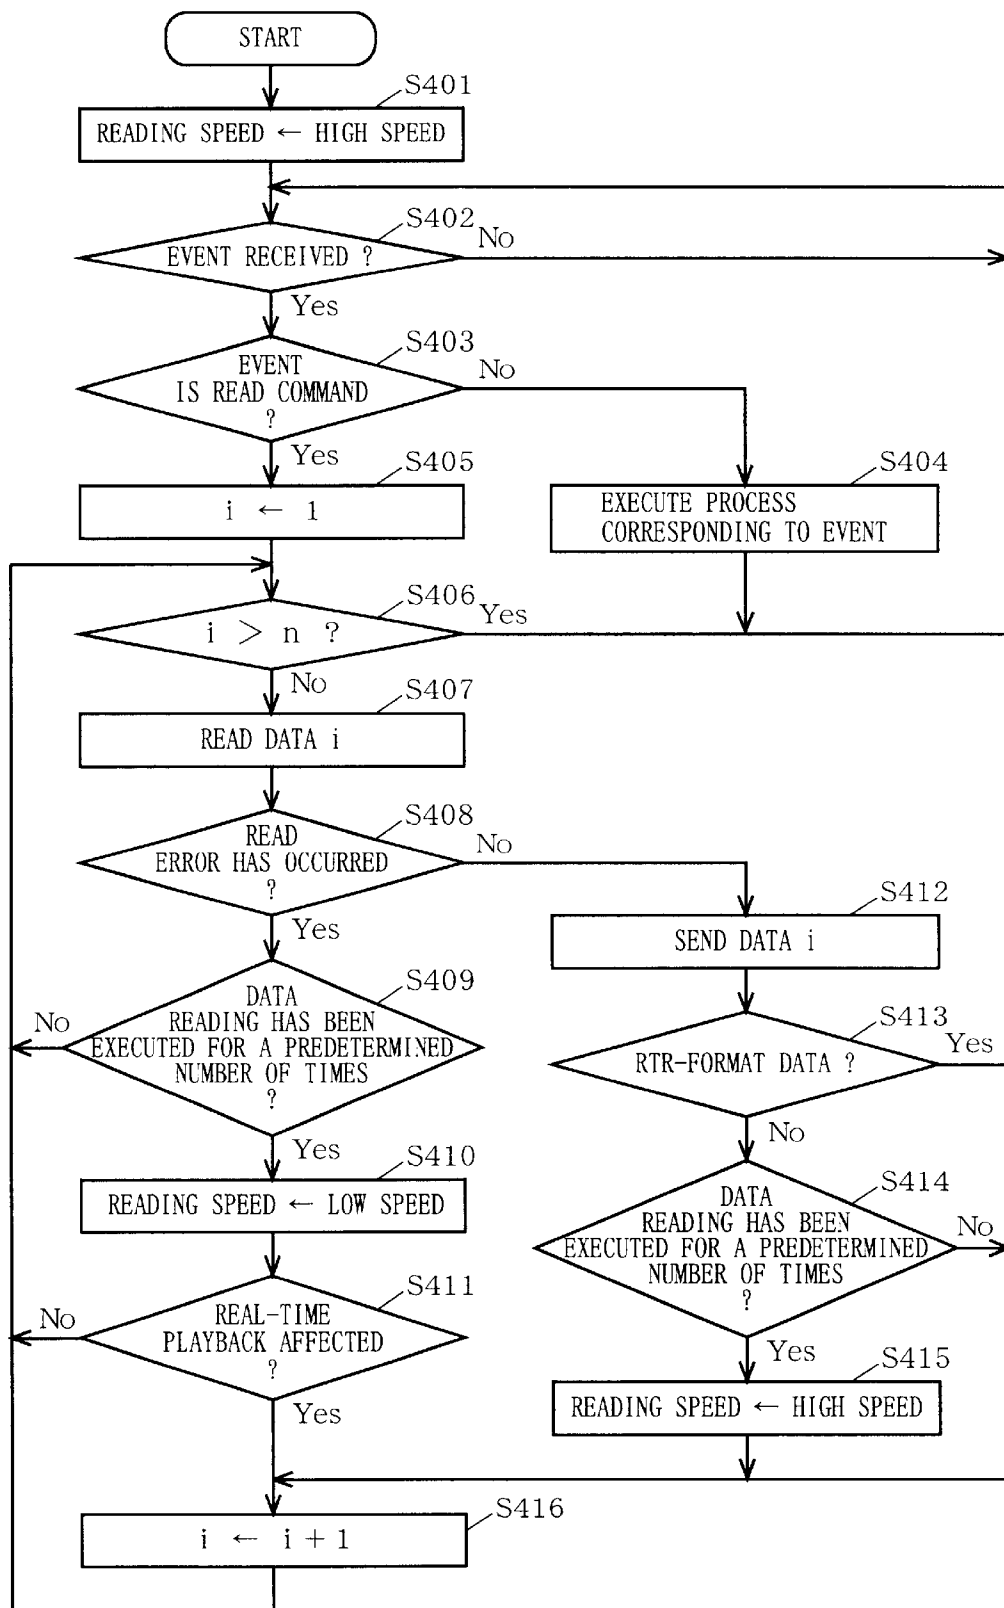 START
S401
READING SPEED ← HIGH SPEED
S402
EVENT RECEIVED ?
No
Yes
S403
EVENT
IS READ COMMAND
?
No
Yes
S405
i ← 1
S404
EXECUTE PROCESS
CORRESPONDING TO EVENT
S406
i > n ?
Yes
No
S407
READ DATA i
S408
READ
ERROR HAS OCCURRED
?
No
Yes
S412
SEND DATA i
S409
DATA
READING HAS BEEN
EXECUTED FOR A PREDETERMINED
NUMBER OF TIMES
?
No
Yes
S413
RTR-FORMAT DATA ?
Yes
No
S410
READING SPEED ← LOW SPEED
S414
DATA
READING HAS BEEN
EXECUTED FOR A PREDETERMINED
NUMBER OF TIMES
?
No
Yes
S411
REAL-TIME
PLAYBACK AFFECTED
?
No
Yes
S415
READING SPEED ← HIGH SPEED
S416
i ← i + 1